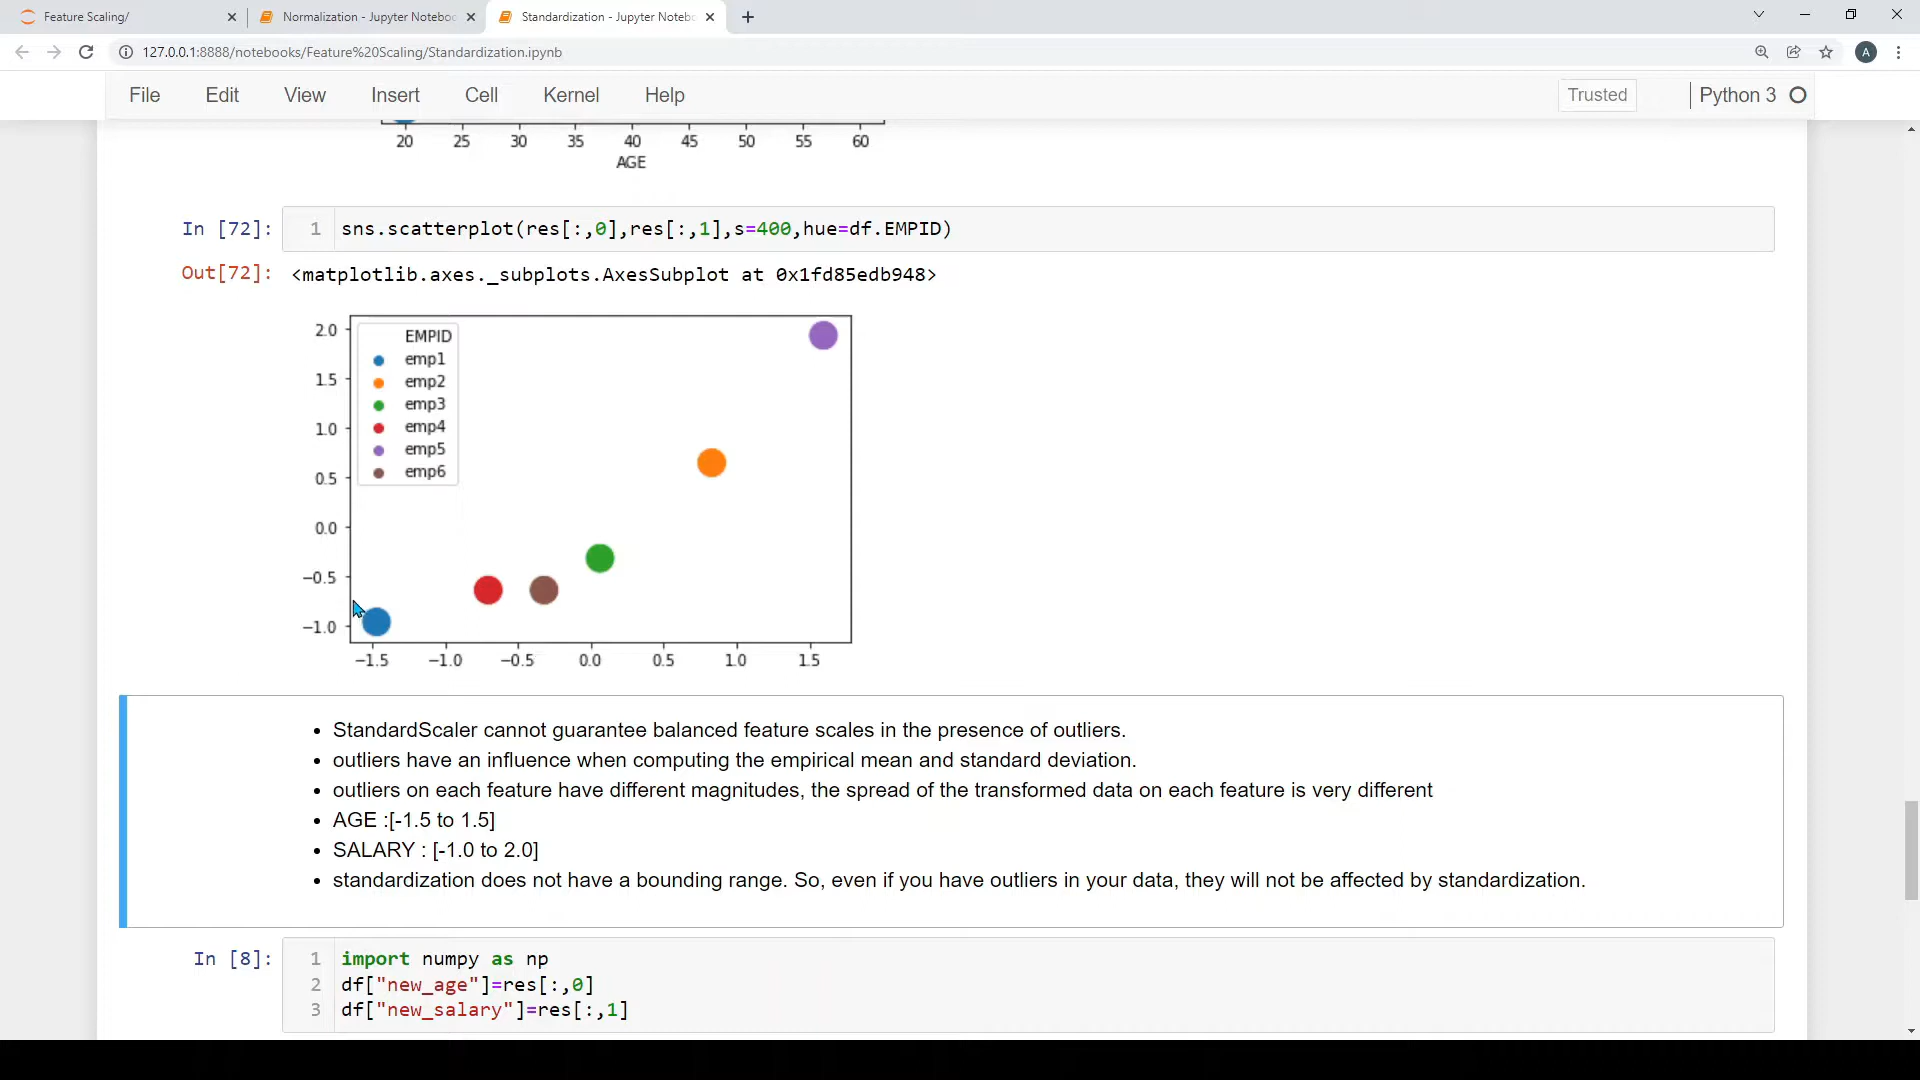 Feature Scaling/
Normalization - Jupyter Notebo
Standardization - Jupyter Noteb
127.0.0.1:8888/notebooks/Feature%20Scaling/Standardization.ipynb
A
File Edit View Insert Cell Kernel Help Trusted Python 3
20 25 30 35 40 45 50 55 60
AGE
In [72]: 1 sns.scatterplot(res[:,0],res[:,1],s=400,hue=df.EMPID)
Out[72]: <matplotlib.axes._subplots.AxesSubplot at 0x1fd85edb948>
2.0
1.5
1.0
0.5
0.0
−0.5
−1.0
EMPID
emp1
emp2
emp3
emp4
emp5
emp6
−1.5 −1.0 −0.5 0.0 0.5 1.0 1.5
• StandardScaler cannot guarantee balanced feature scales in the presence of outliers.
• outliers have an influence when computing the empirical mean and standard deviation.
• outliers on each feature have different magnitudes, the spread of the transformed data on each feature is very different
• AGE :[-1.5 to 1.5]
• SALARY : [-1.0 to 2.0]
• standardization does not have a bounding range. So, even if you have outliers in your data, they will not be affected by standardization.
In [8]: 1 import numpy as np
2 df["new_age"]=res[:,0]
3 df["new_salary"]=res[:,1]